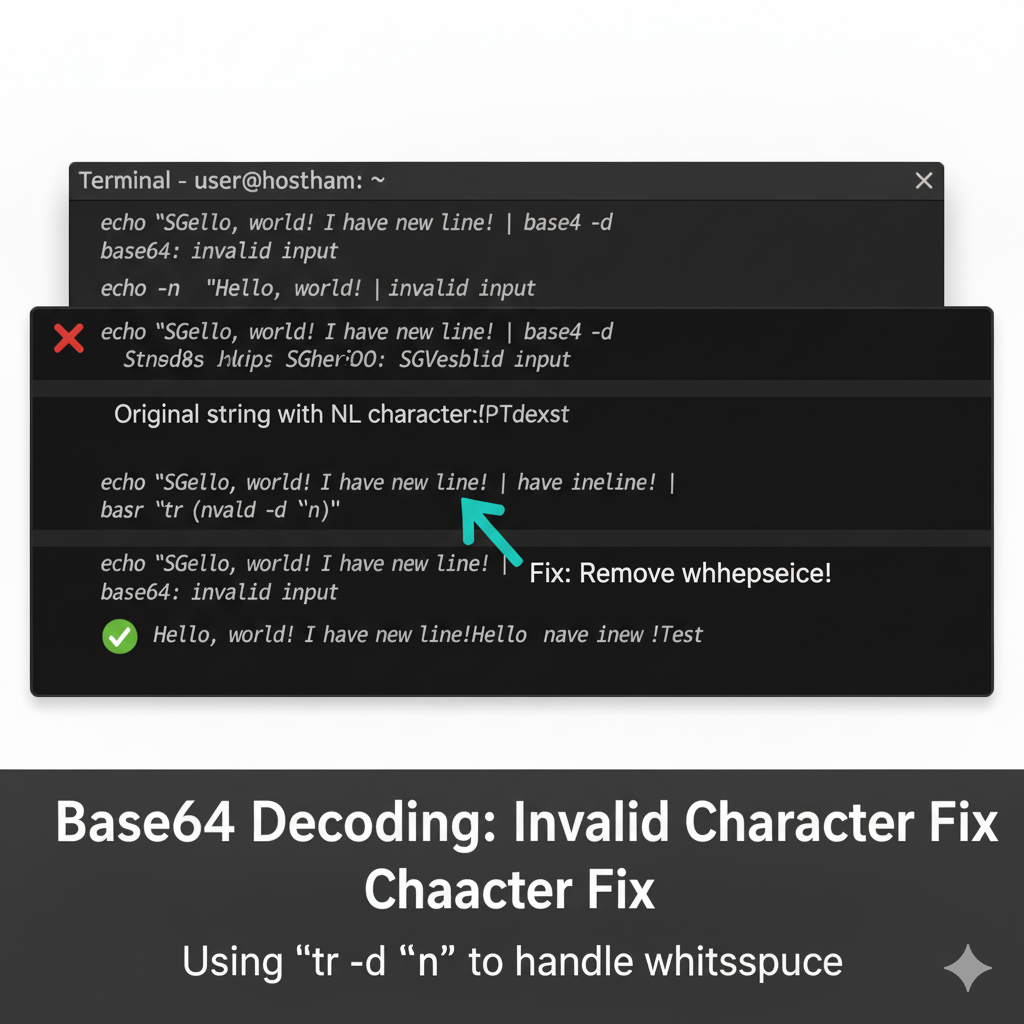 Terminal - user@hostham: ~
echo "SGello, world! I have new line! | base4 -d
base64: invalid input
echo -n "Hello, world! | invalid input
echo "SGello, world! I have new line! | base4 -d
SGVesblid input
Original string with NL character:!PTdexst
echo "SGello, world! I have new line! | have ineline! |
basr "tr (nvald -d "n)"
echo "SGello, world! I have new line! |
Fix: Remove whhepseice!
base64: invalid input
Hello, world! I have new line!Hello nave inew !Test
Base64 Decoding: Invalid Character Fix
Chaacter Fix
Using “tr -d “n” to handle whitsspuce